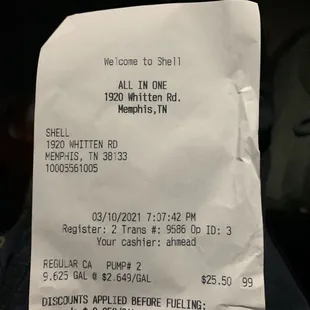 Welcome to Shell
ALL IN ONE
1920 Whitten Rd.
Memphis,TN
SHELL
1920 WHITTEN RD
MEMPHIS, TN 38133
10005561005
03/10/2021 7:07:42 PM
Register: 2 Trans #: 9586 Op ID: 3
Your cashier: ahmead
REGULAR CA PUMP# 2
9.625 GAL @ $2.649/GAL $25.50 99
DISCOUNTS APPLIED BEFORE FUELING: